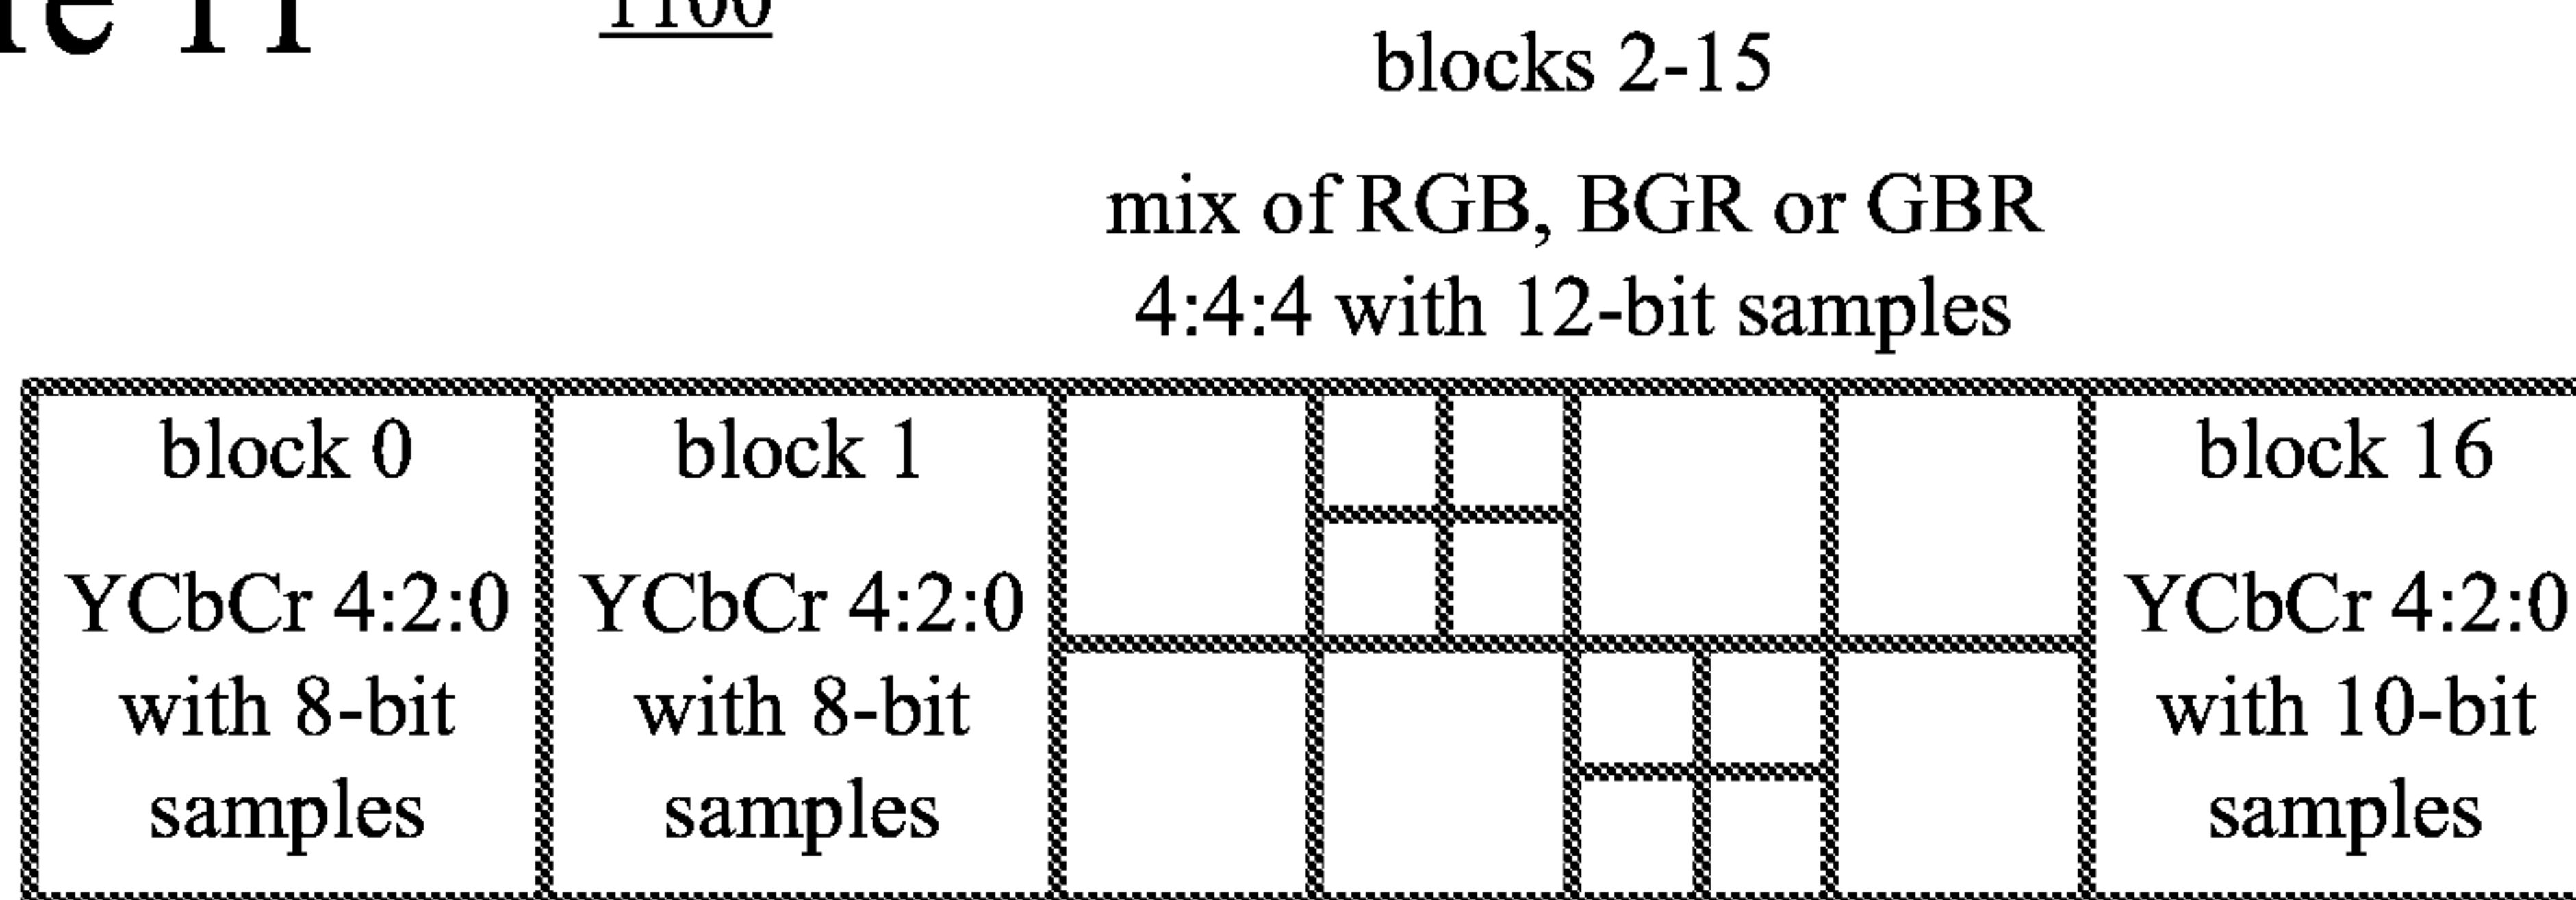 1100
blocks 2-15
mix of RGB, BGR or GBR
4:4:4 with 12-bit samples
block 0
YCbCr 4:2:0
with 8-bit
samples
block 1
YCbCr 4:2:0
with 8-bit
samples
block 16
YCbCr 4:2:0
with 10-bit
samples